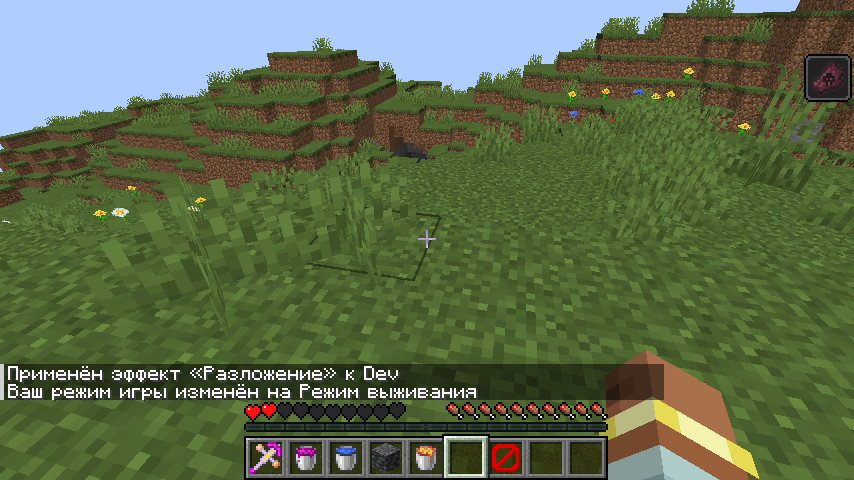 Применён эффект «Разложение» к Dev
Ваш режим игры изменён на Режим выживания